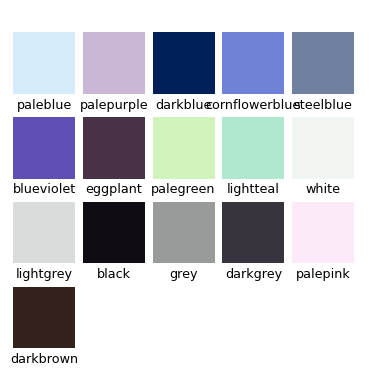 paleblue palepurple darkblue cornflowerblue steelblue
blueviolet eggplant palegreen lightteal white
lightgrey black grey darkgrey palepink
darkbrown